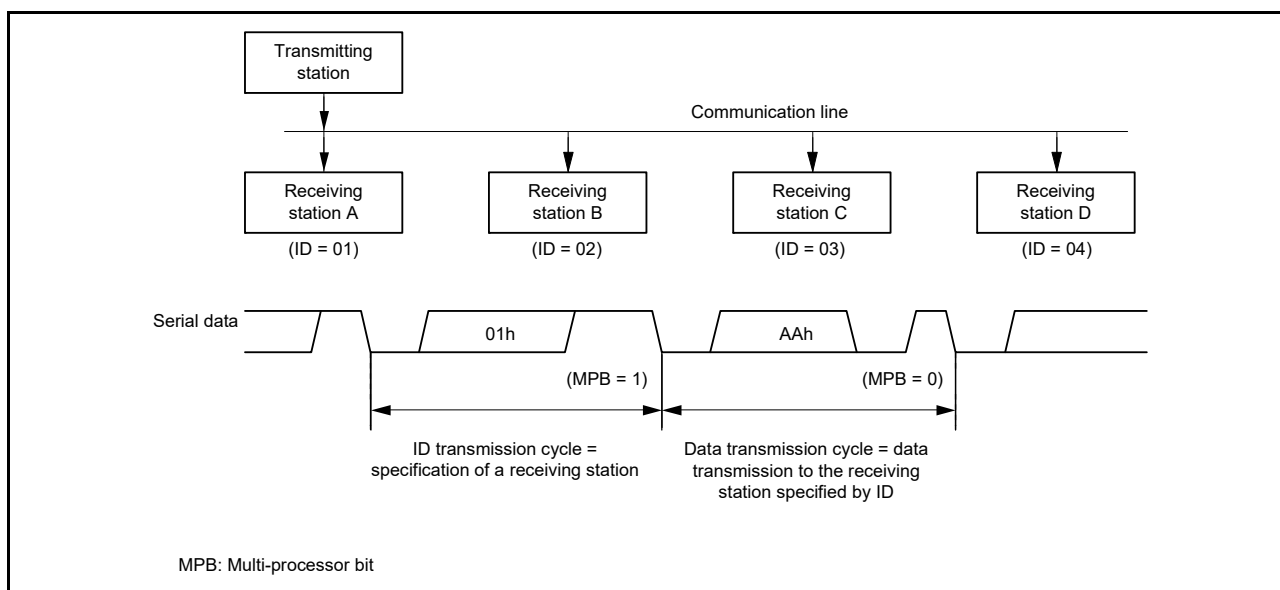 Transmitting
station
Communication line
Receiving
station A
Receiving
station B
Receiving
station C
Receiving
station D
(ID = 01)
(ID = 02)
(ID = 03)
(ID = 04)
Serial data
01h
AAh
(MPB = 1)
(MPB = 0)
ID transmission cycle =
specification of a receiving station
Data transmission cycle = data
transmission to the receiving
station specified by ID
MPB: Multi-processor bit